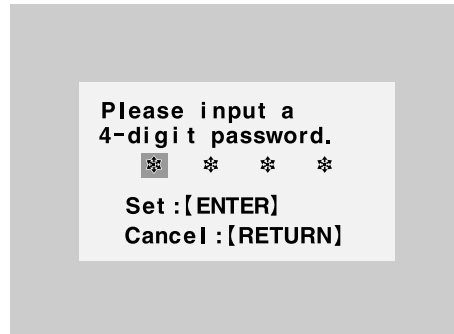 Please input a
4-digit password.
✽ ✽ ✽ ✽
Set :【ENTER】
Cancel :【RETURN】